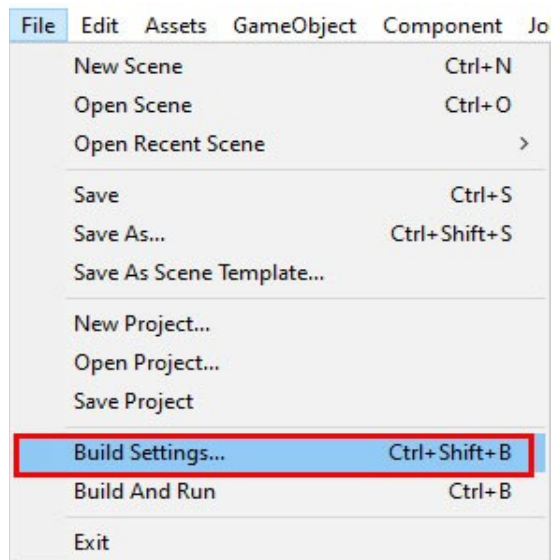 File Edit Assets GameObject Component Jo
New Scene Ctrl+N
Open Scene Ctrl+O
Open Recent Scene >
Save Ctrl+S
Save As... Ctrl+Shift+S
Save As Scene Template...
New Project...
Open Project...
Save Project
Build Settings... Ctrl+Shift+B
Build And Run Ctrl+B
Exit